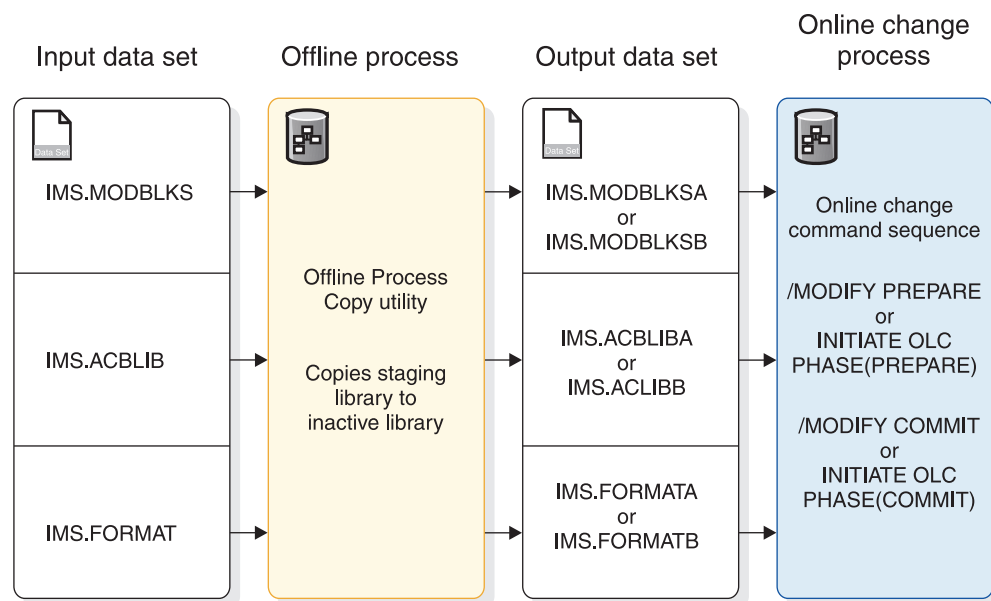 Input data set
Offline process
Output data set
Online change
process
Data Set
IMS.MODBLKS
IMS.ACBLIB
IMS.FORMAT
Offline Process
Copy utility
Copies staging
library to
inactive library
Data Set
IMS.MODBLKSA
or
IMS.MODBLKSB
IMS.ACBLIBA
or
IMS.ACLIBB
IMS.FORMATA
or
IMS.FORMATB
Online change
command sequence
/MODIFY PREPARE
or
INITIATE OLC
PHASE(PREPARE)
/MODIFY COMMIT
or
INITIATE OLC
PHASE(COMMIT)